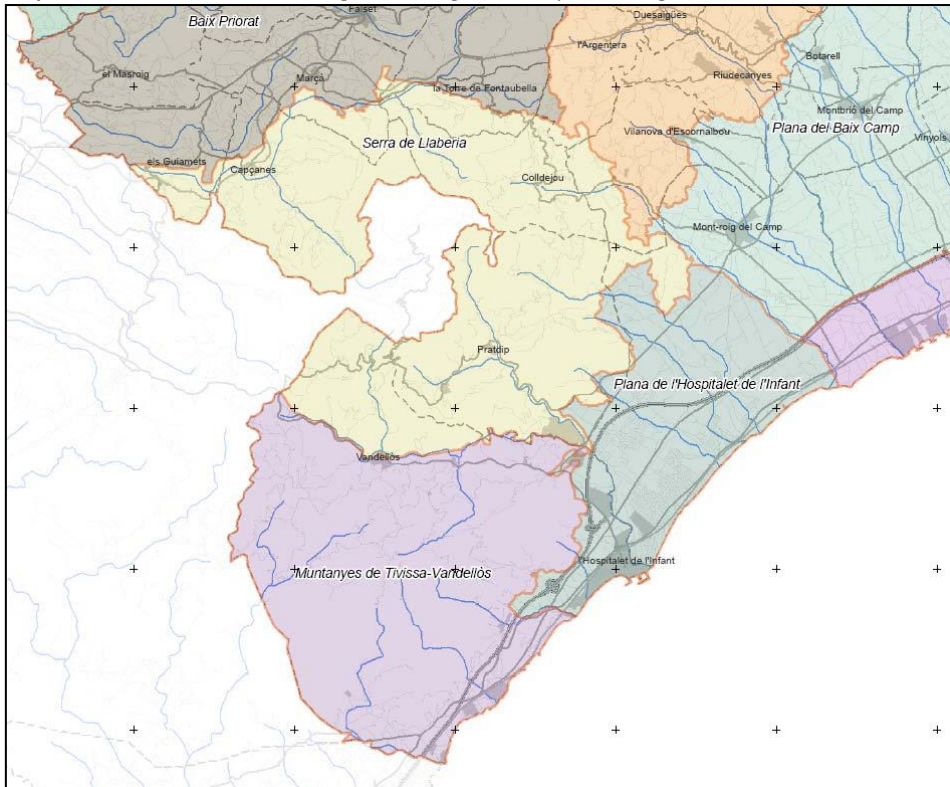 Falset
Baix Priorat
Duesaigües
l'Argentera
Botarell
el Masroig
Marçà
Riudecanyes
la Torre de Fontaubella
Montbrió del Camp
Vilanova d'Escornalbou
Plana del Baix Camp
Vinyols
Serra de Llaberia
els Guiamets
Capçanes
Colldejou
Mont-roig del Camp
Pratdip
Plana de l'Hospitalet de l'Infant
Vandellòs
l'Hospitalet de l'Infant
Muntanyes de Tivissa-Vandellòs